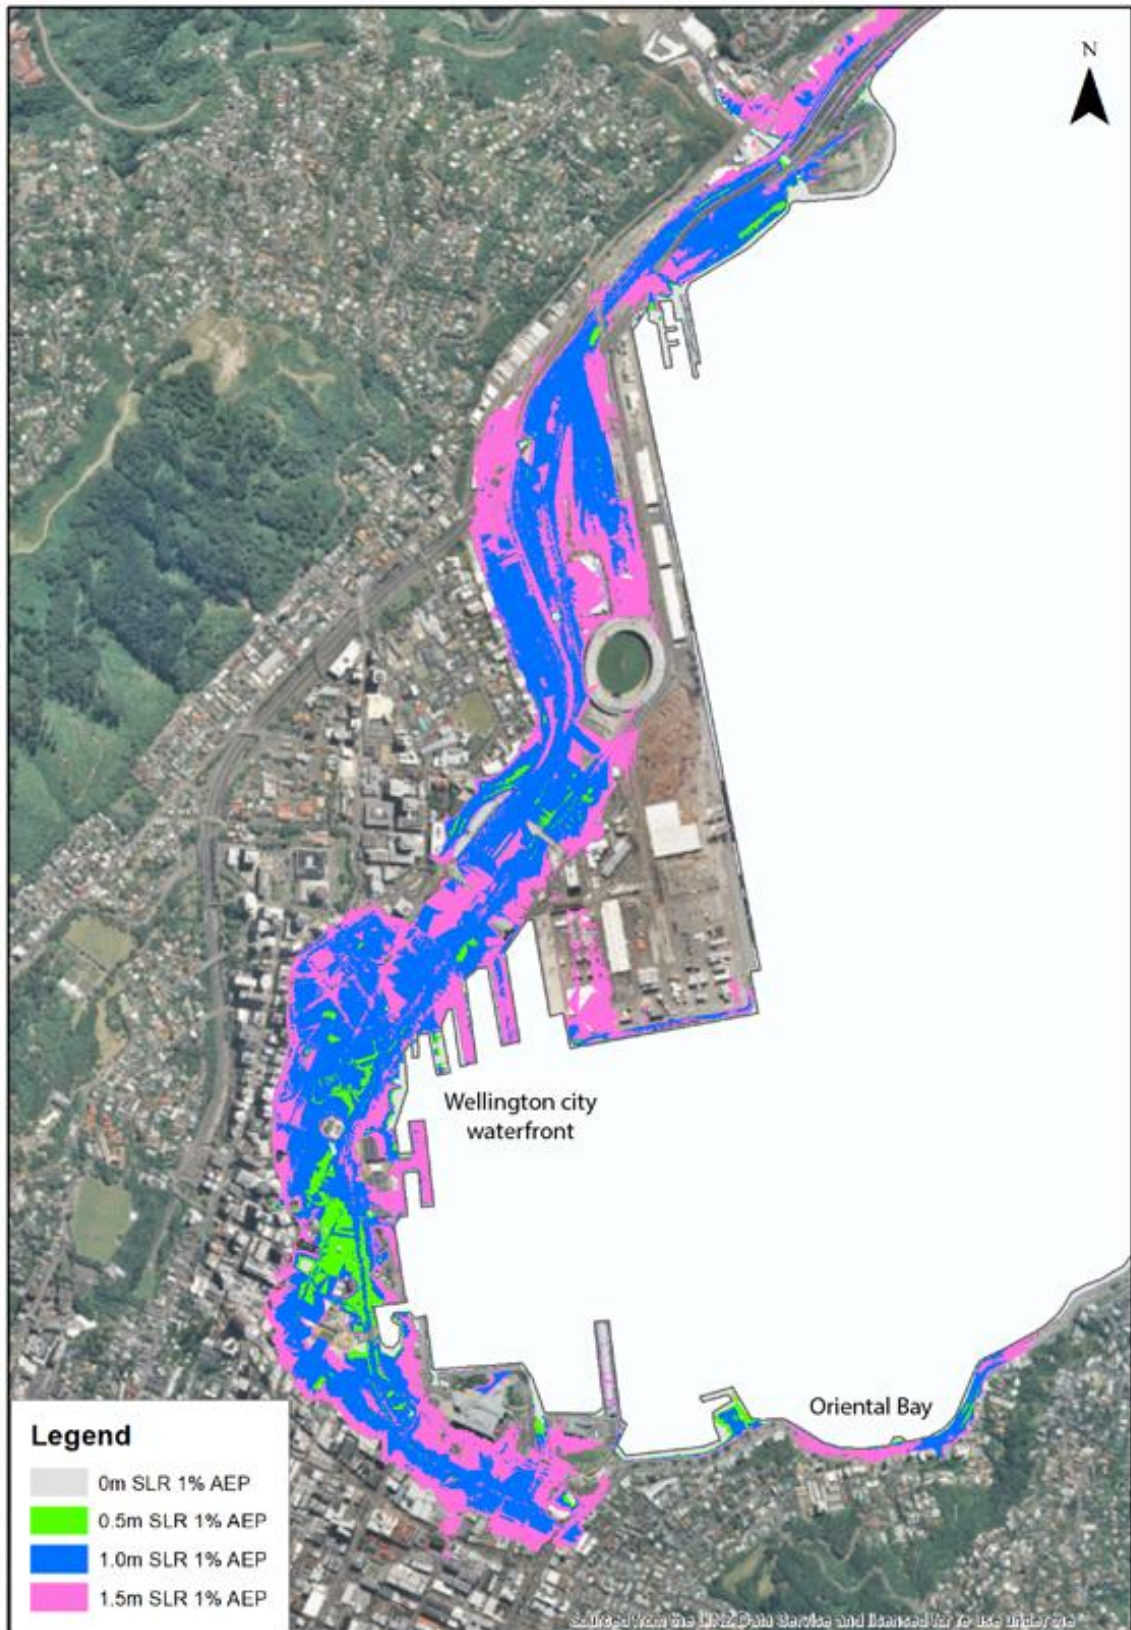 N
Wellington city
waterfront
Oriental Bay
Legend
0m SLR 1% AEP
0.5m SLR 1% AEP
1.0m SLR 1% AEP
1.5m SLR 1% AEP
Sourced from the LINZ Data Service and licensed for re-use under the